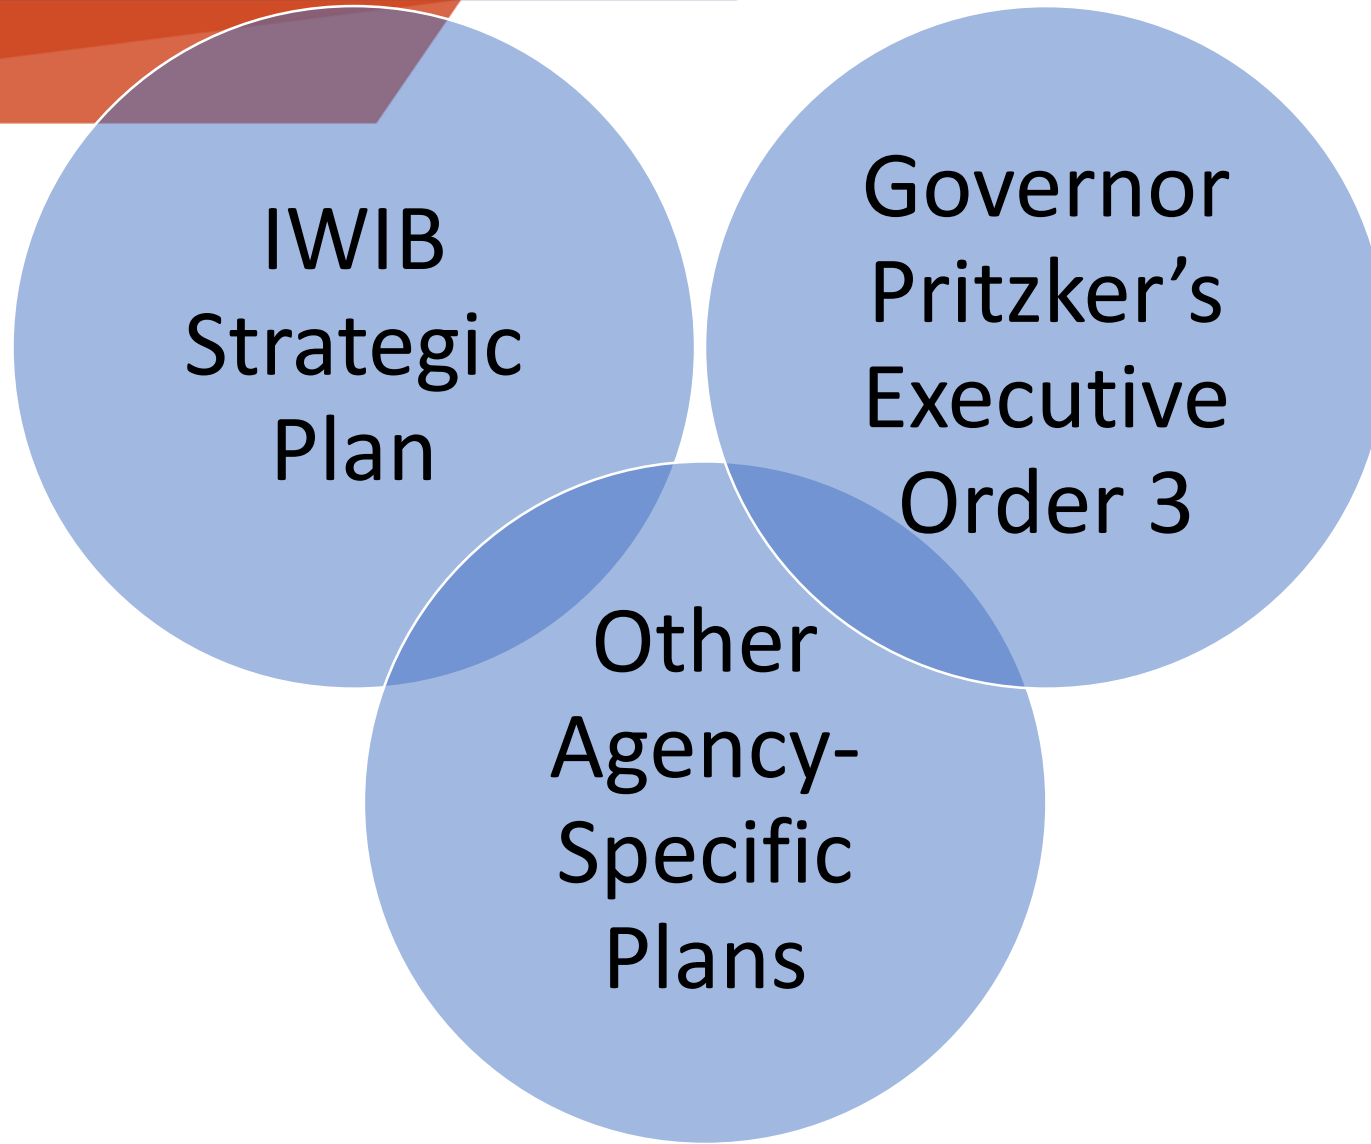 IWIB
Strategic
Plan
Governor
Pritzker’s
Executive
Order 3
Other
Agency-
Specific
Plans